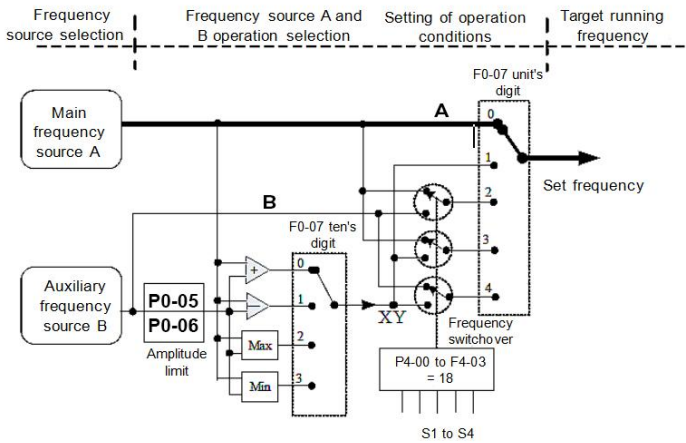 Frequency
source selection
Frequency source A and
B operation selection
Setting of operation
conditions
Target running
frequency
F0-07 unit's
digit
Main
frequency
source A
A
0
1
2
3
4
Set frequency
B
F0-07 ten's
digit
Auxiliary
frequency
source B
P0-05
P0-06
Amplitude
limit
+
−
Max
Min
0
1
2
3
XY
Frequency
switchover
P4-00 to F4-03
= 18
S1 to S4